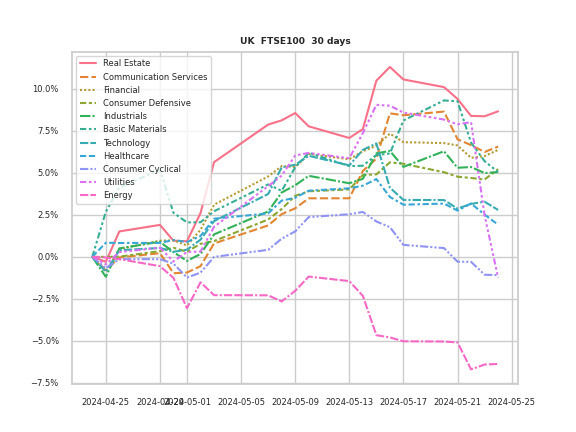 UK  FTSE100  30 days
Real Estate
Communication Services
Financial
Consumer Defensive
Industrials
Basic Materials
Technology
Healthcare
Consumer Cyclical
Utilities
Energy
10.0%
7.5%
5.0%
2.5%
0.0%
−2.5%
−5.0%
−7.5%
2024-04-25 2024-04-29 2024-05-01 2024-05-05 2024-05-09 2024-05-13 2024-05-17 2024-05-21 2024-05-25